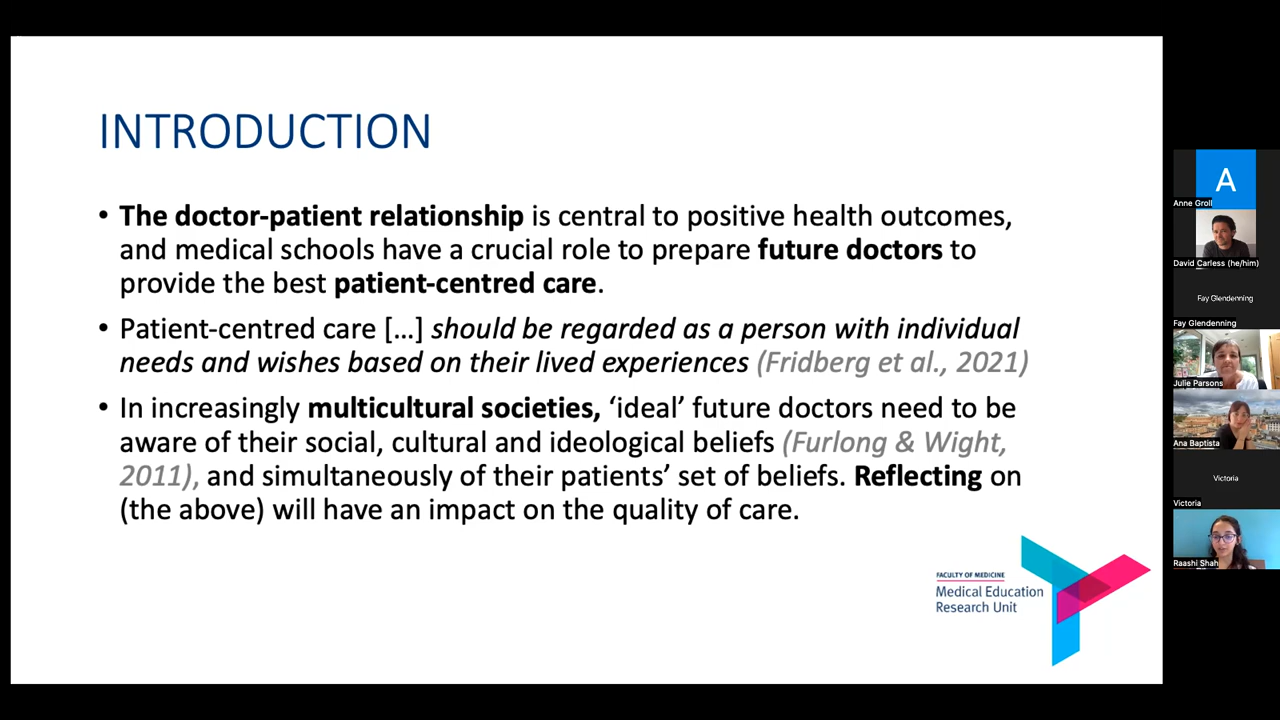 INTRODUCTION
• The doctor-patient relationship is central to positive health outcomes,
and medical schools have a crucial role to prepare future doctors to
provide the best patient-centred care.
• Patient-centred care [...] should be regarded as a person with individual
needs and wishes based on their lived experiences (Fridberg et al., 2021)
• In increasingly multicultural societies, ‘ideal’ future doctors need to be
aware of their social, cultural and ideological beliefs (Furlong & Wight,
2011), and simultaneously of their patients’ set of beliefs. Reflecting on
(the above) will have an impact on the quality of care.
FACULTY OF MEDICINE
Medical Education
Research Unit
A
Anne Groll
David Carless (he/him)
Fay Glendenning
Fay Glendenning
Julie Parsons
Ana Baptista
Victoria
Victoria
Raashi Shah